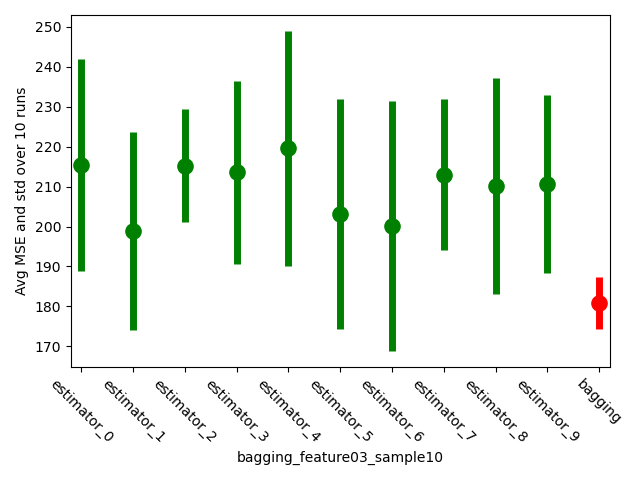 250
240
230
220
210
200
190
180
170
Avg MSE and std over 10 runs
estimator_0
estimator_1
estimator_2
estimator_3
estimator_4
estimator_5
estimator_6
estimator_7
estimator_8
estimator_9
bagging
bagging_feature03_sample10